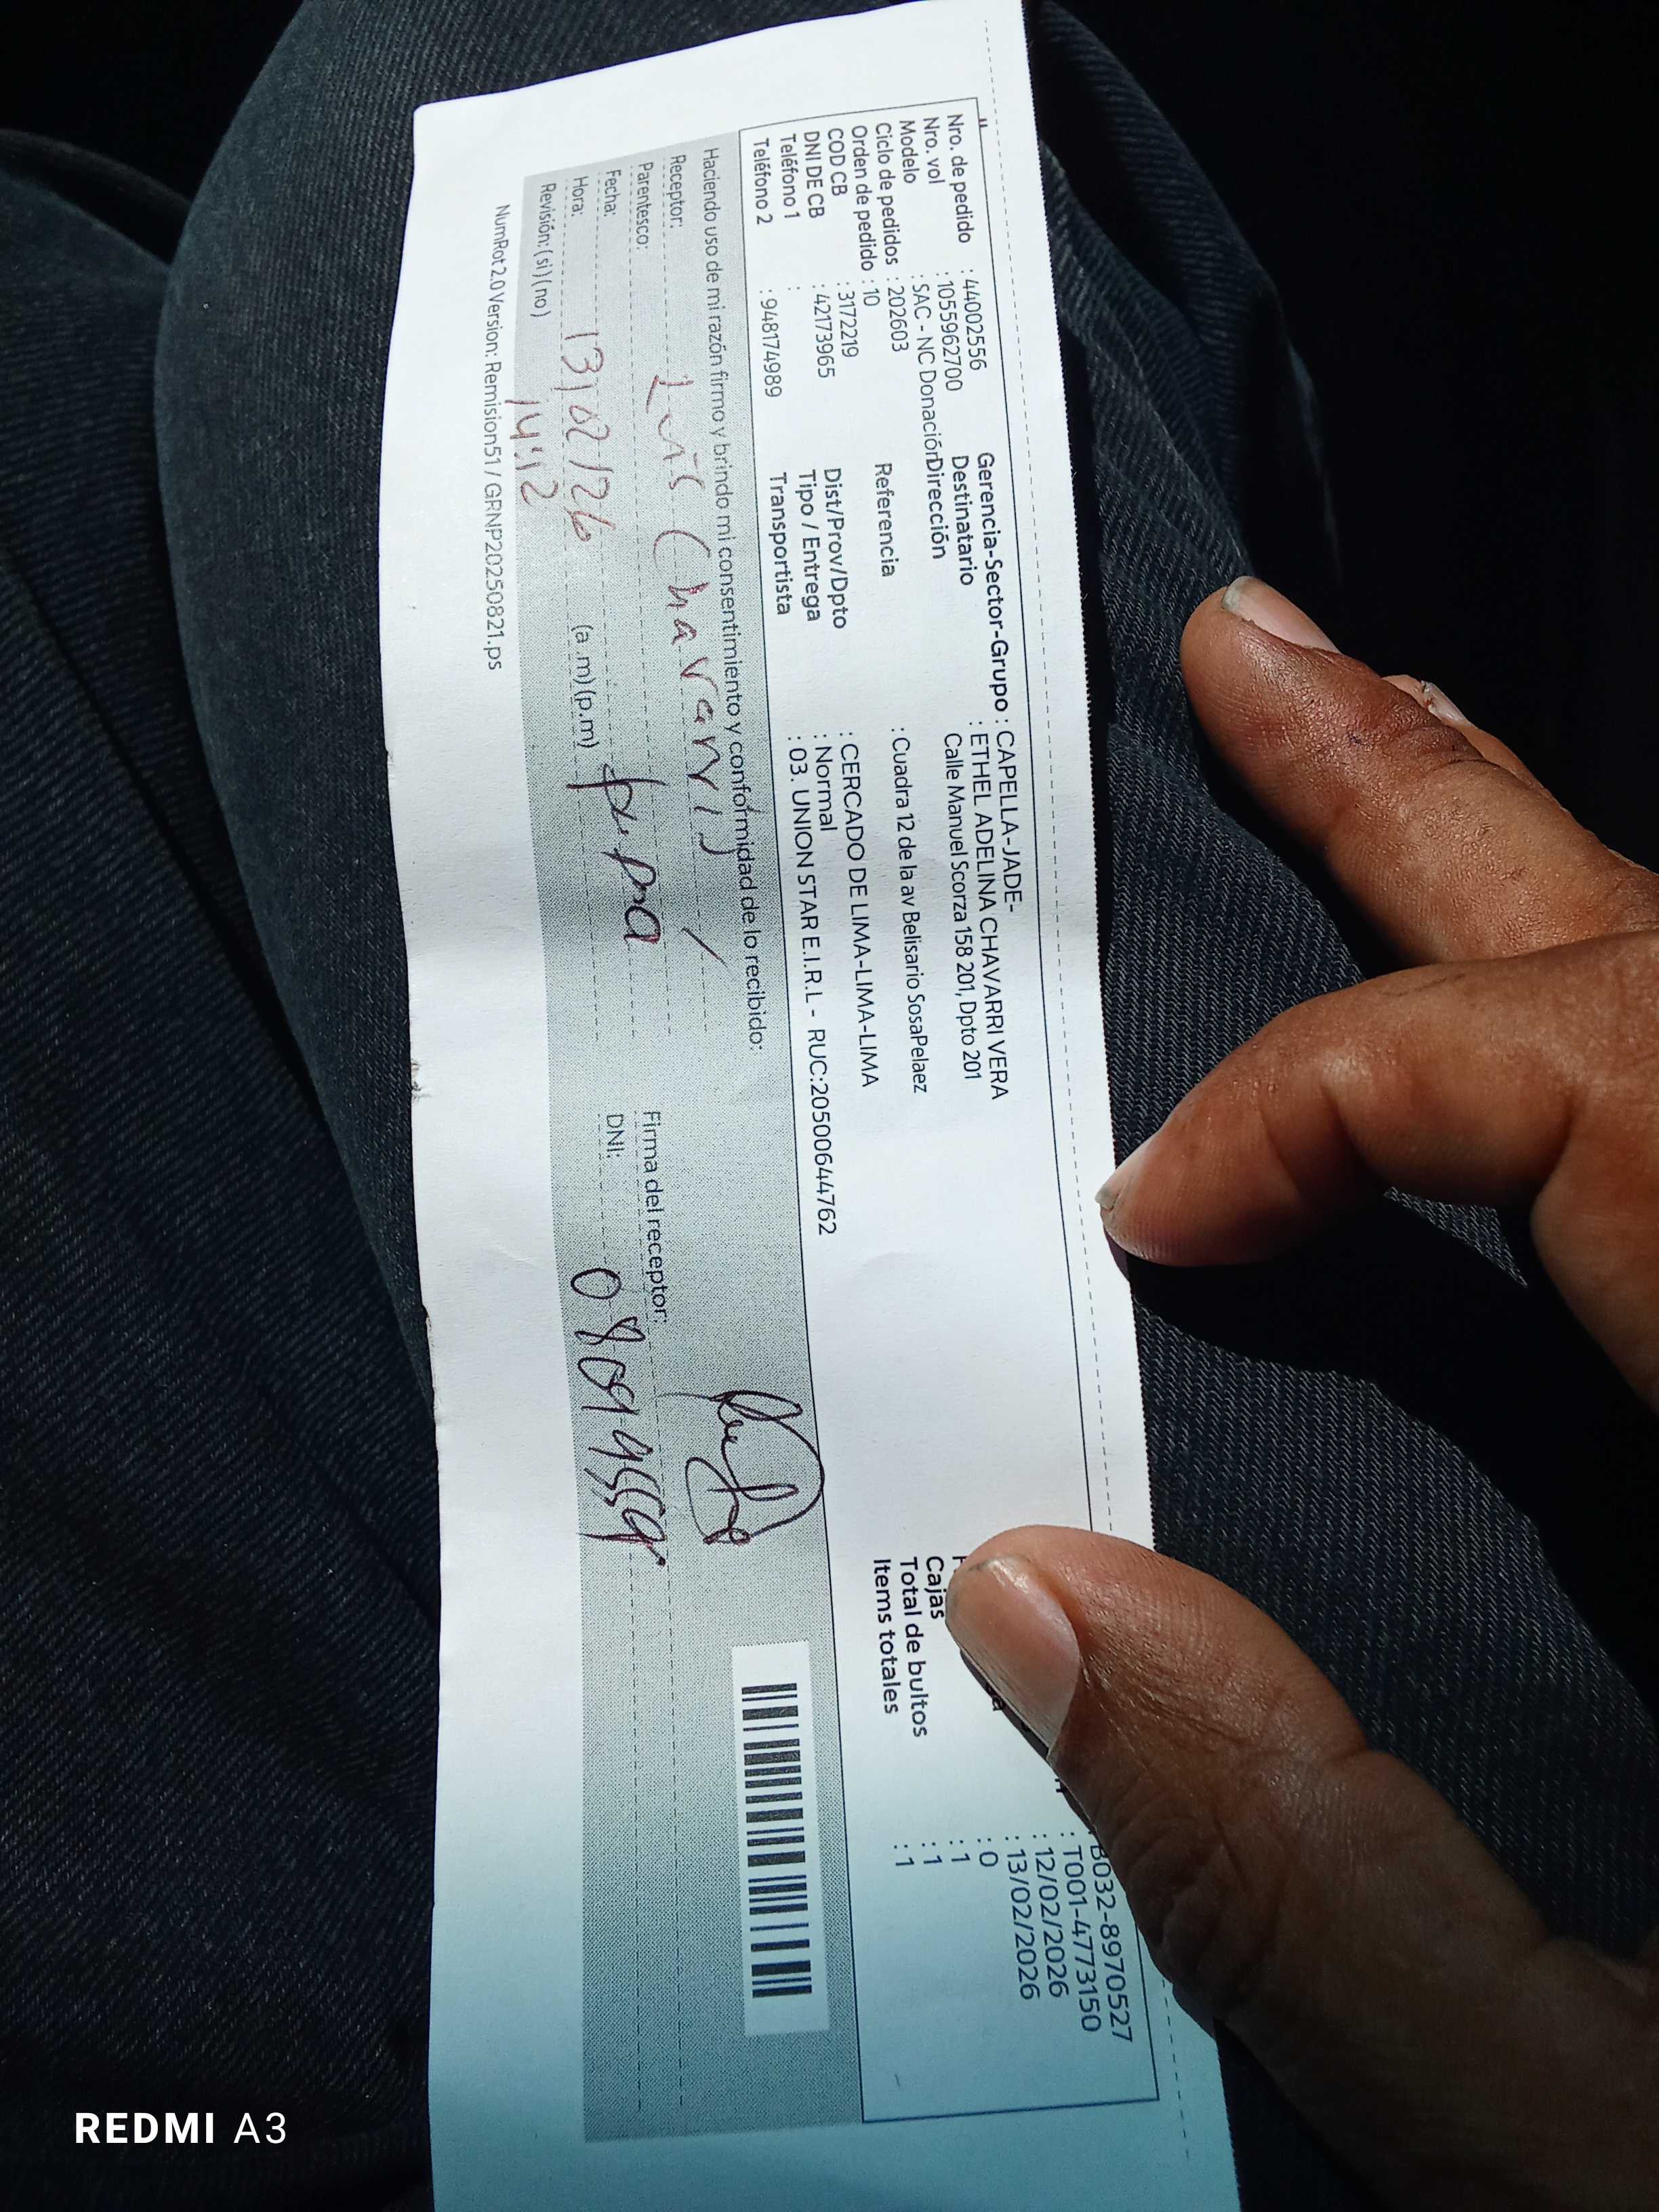 Nro. de pedido : 44002556
Nro. vol : 1055962700
Modelo : SAC - NC Donación
Ciclo de pedidos : 202603
Orden de pedido : 10
COD CB : 3172219
DNI DE CB : 42173965
Teléfono 1 :
Teléfono 2 : 948174989
Gerencia-Sector-Grupo : CAPELLA-JADE-
Destinatario : ETHEL ADELINA CHAVARRI VERA
Dirección Calle Manuel Scorza 158 201, Dpto 201
Referencia : Cuadra 12 de la av Belisario SosaPelaez
Dist/Prov/Dpto : CERCADO DE LIMA-LIMA-LIMA
Tipo / Entrega : Normal
Transportista : 03. UNION STAR E.I.R.L - RUC:20500644762
B032-8970527
: T001-4773150
: 12/02/2026
: 13/02/2026
: 0
Cajas : 1
Total de bultos : 1
Items totales : 1
Haciendo uso de mi razón firmo y brindo mi consentimiento y conformidad de lo recibido:
Receptor: Luis Chavarri
Parentesco:
Fecha: 13/02/26
Hora: 14:12 (a.m)(p.m)
Revisión: (si) (no)
Firma del receptor:
DNI:
NumRot 2.0 Version: Remision51 / GRNP20250821.ps
REDMI A3